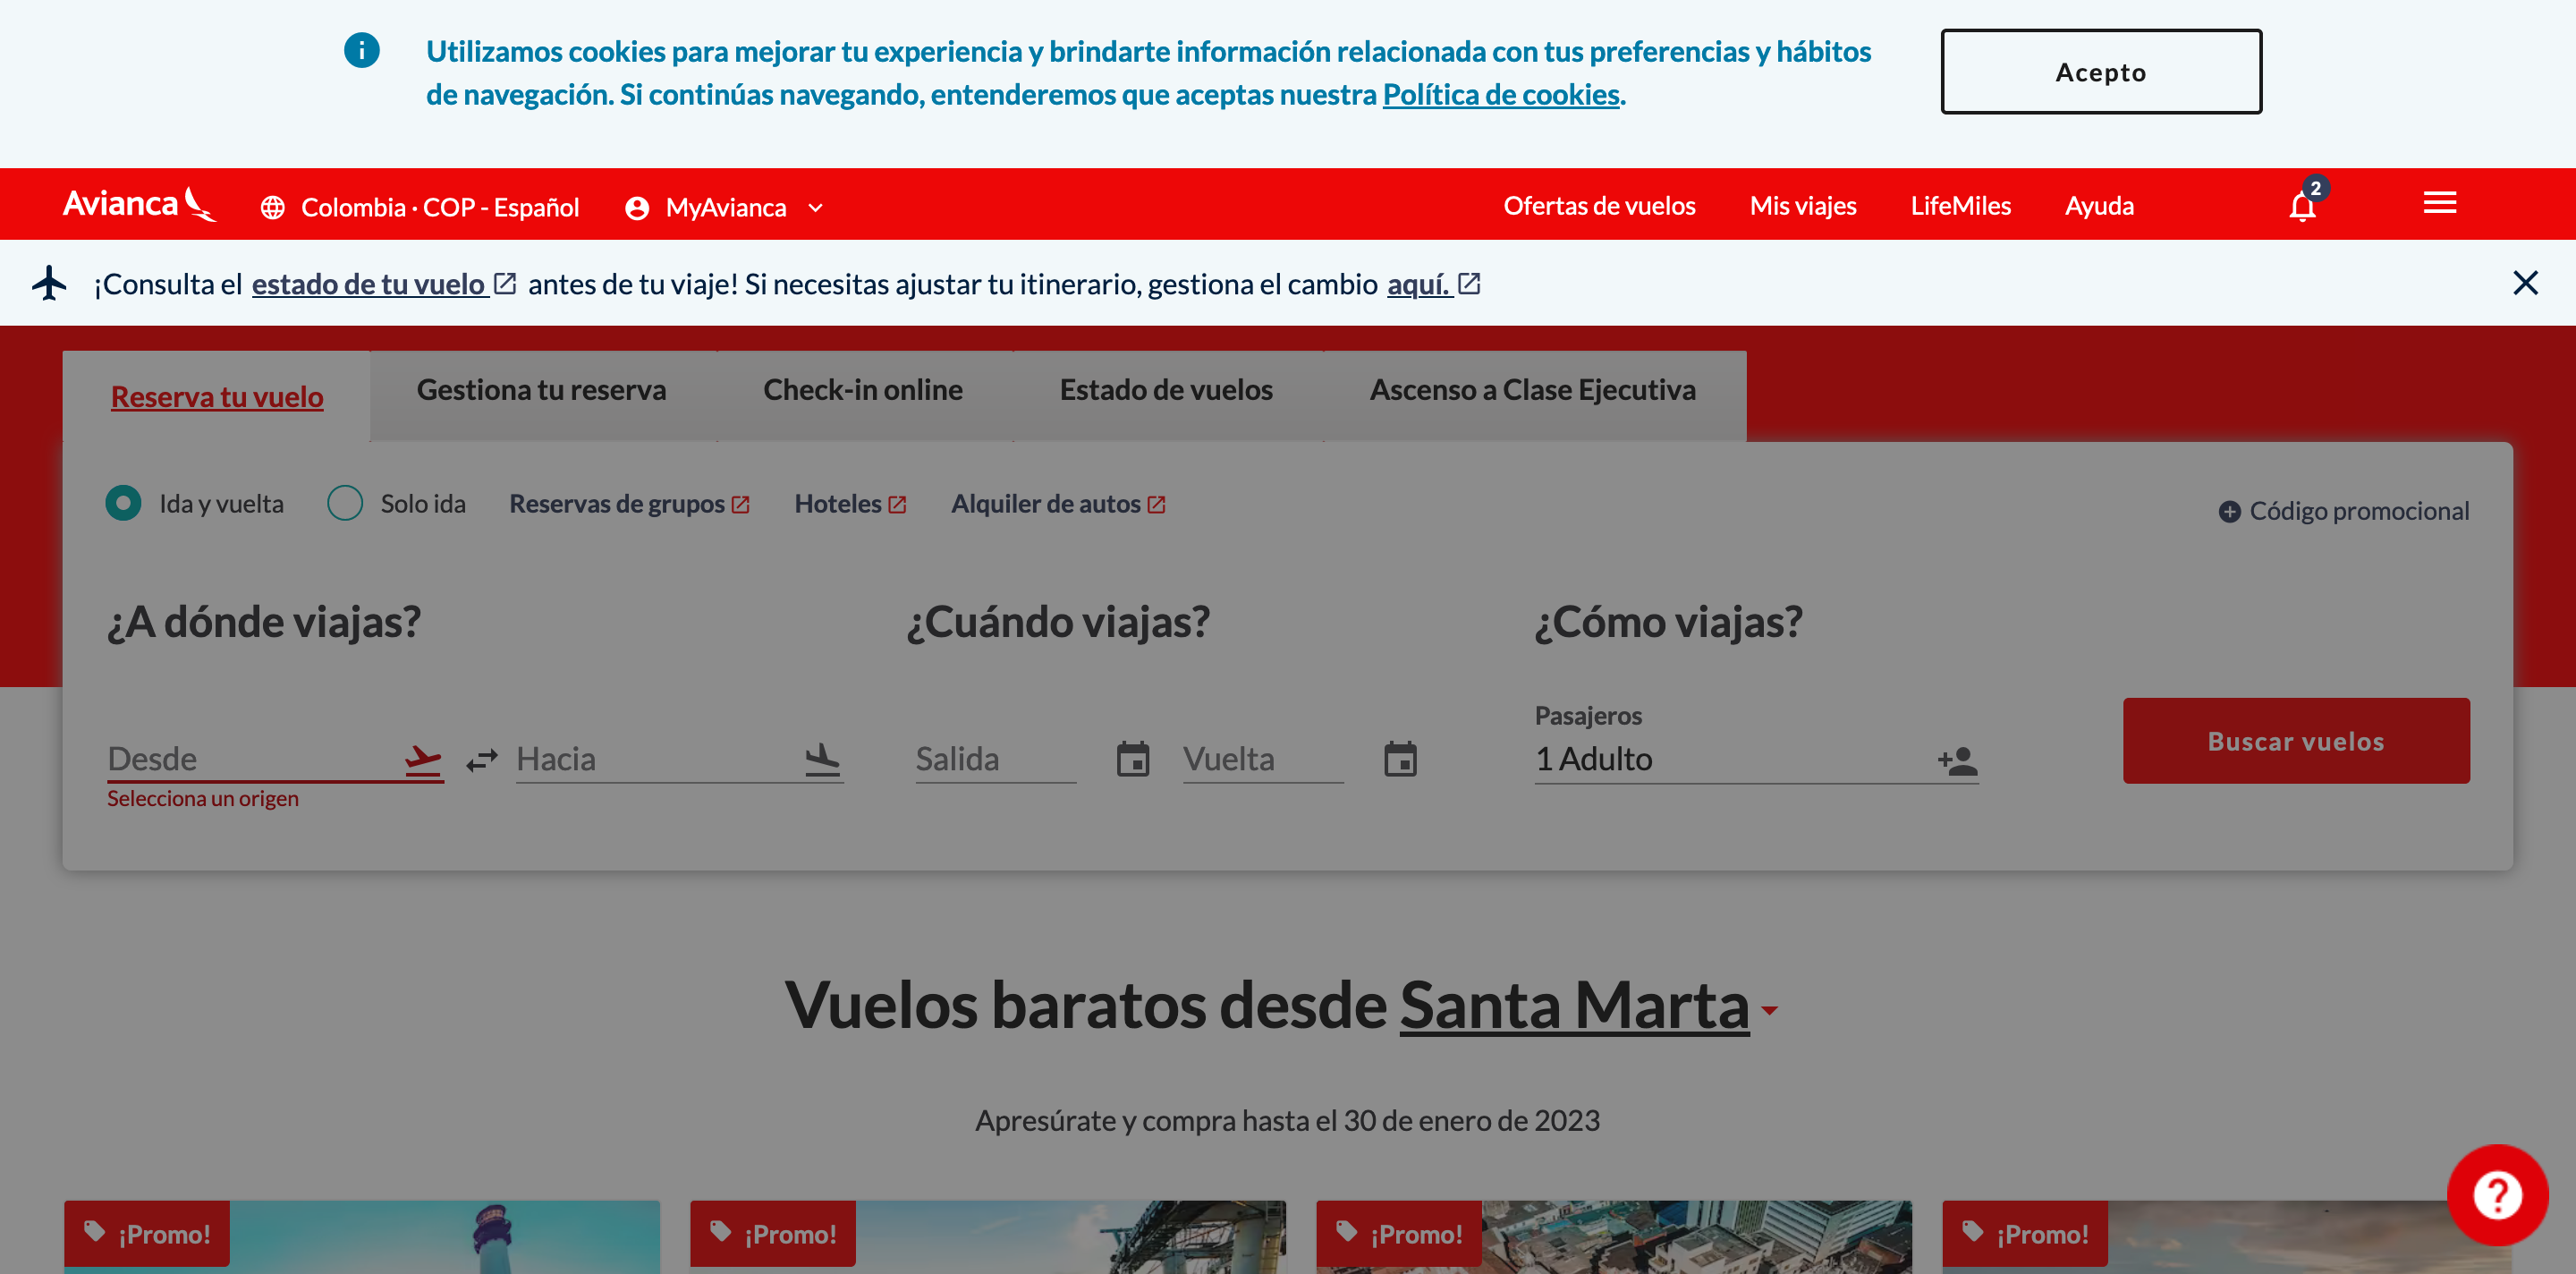 Utilizamos cookies para mejorar tu experiencia y brindarte información relacionada con tus preferencias y hábitos
de navegación. Si continúas navegando, entenderemos que aceptas nuestra Política de cookies.
Acepto
Avianca
Colombia · COP - Español
MyAvianca
Ofertas de vuelos
Mis viajes
LifeMiles
Ayuda
2
¡Consulta el estado de tu vuelo antes de tu viaje! Si necesitas ajustar tu itinerario, gestiona el cambio aquí.
Reserva tu vuelo
Gestiona tu reserva
Check-in online
Estado de vuelos
Ascenso a Clase Ejecutiva
Ida y vuelta
Solo ida
Reservas de grupos
Hoteles
Alquiler de autos
Código promocional
¿A dónde viajas?
¿Cuándo viajas?
¿Cómo viajas?
Pasajeros
Desde
Hacia
Salida
Vuelta
1 Adulto
Buscar vuelos
Selecciona un origen
Vuelos baratos desde Santa Marta
Apresúrate y compra hasta el 30 de enero de 2023
¡Promo!
¡Promo!
¡Promo!
¡Promo!